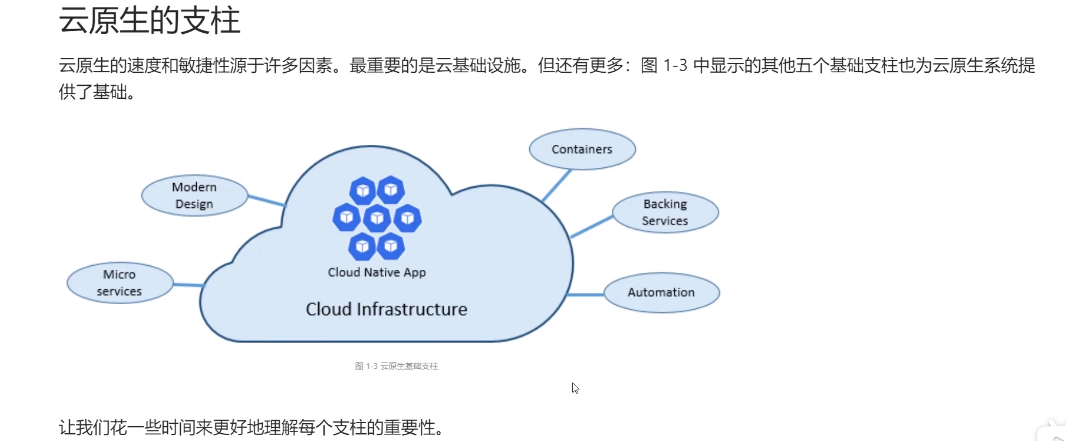 云原生的支柱
云原生的速度和敏捷性源于许多因素。最重要的是云基础设施。但还有更多：图 1-3 中显示的其他五个基础支柱也为云原生系统提
供了基础。
Containers
Modern
Design
Backing
Services
Cloud Native App
Micro
services
Automation
Cloud Infrastructure
图 1-3 云原生基础支柱
让我们花一些时间来更好地理解每个支柱的重要性。